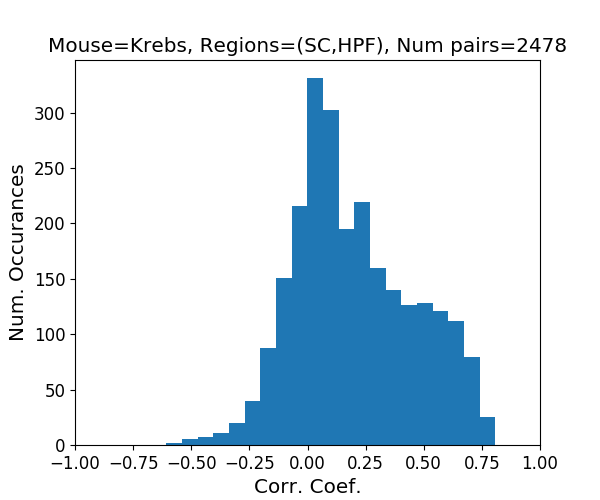 Mouse=Krebs, Regions=(SC,HPF), Num pairs=2478
Num. Occurances
300
250
200
150
100
50
0
−1.00 −0.75 −0.50 −0.25 0.00 0.25 0.50 0.75 1.00
Corr. Coef.